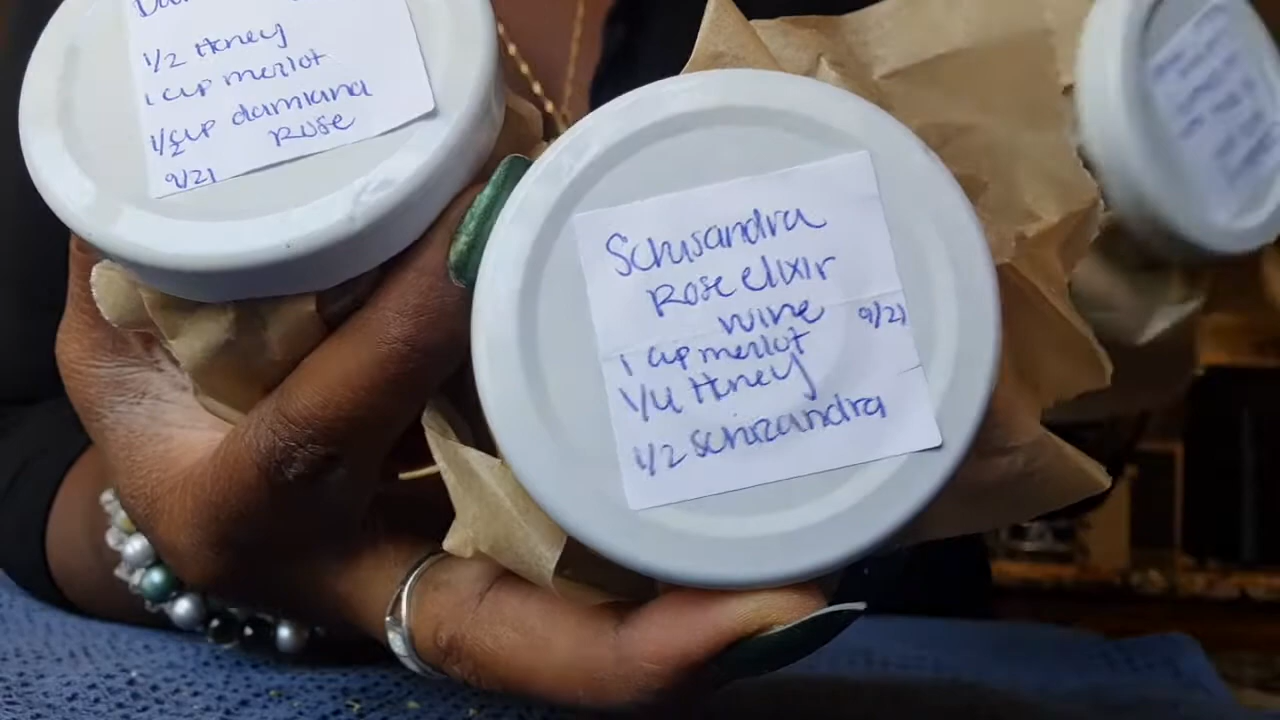 1/2 Honey
1 cup merlot
1/2 cup damiana
Rose
9/21
Schisandra
Rose elixir
wine 9/21
1 cup merlot
1/4 Honey
1/2 schizandra